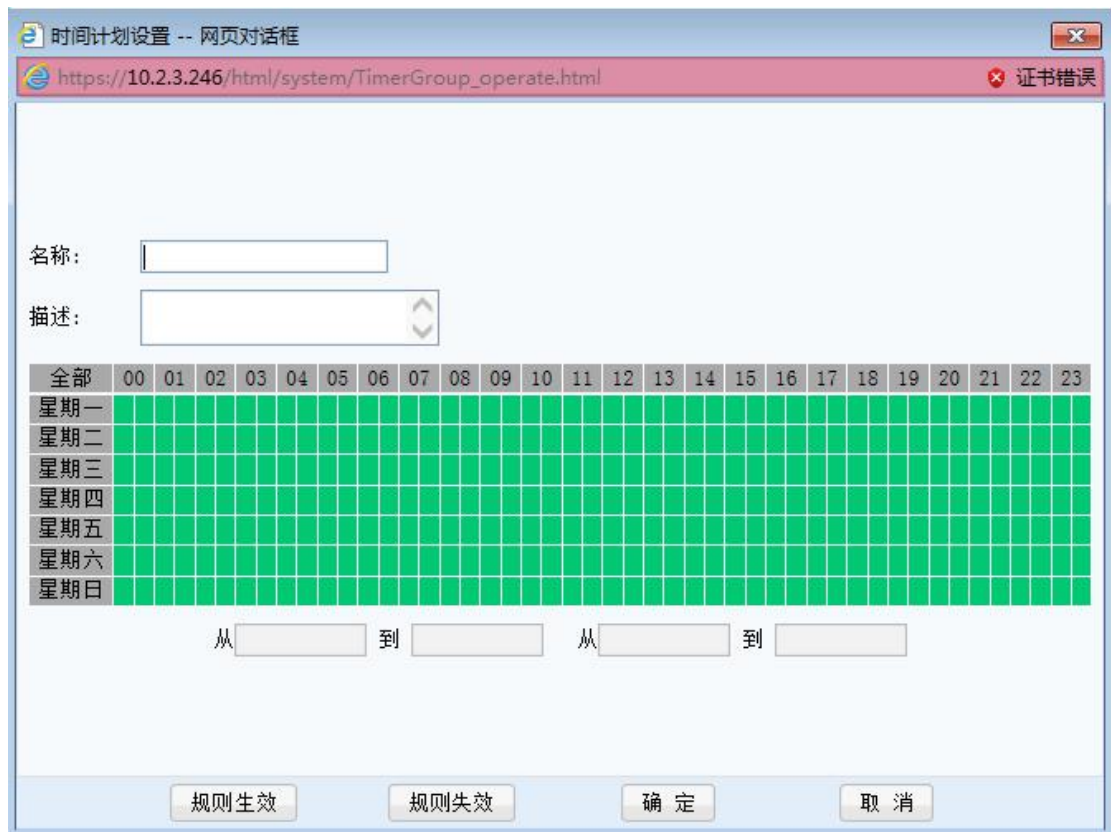 时间计划设置 -- 网页对话框
https://10.2.3.246/html/system/TimerGroup_operate.html 证书错误
名称:
描述:
全部 00 01 02 03 04 05 06 07 08 09 10 11 12 13 14 15 16 17 18 19 20 21 22 23
星期一
星期二
星期三
星期四
星期五
星期六
星期日
从 到 从 到
规则生效 规则失效 确 定 取 消